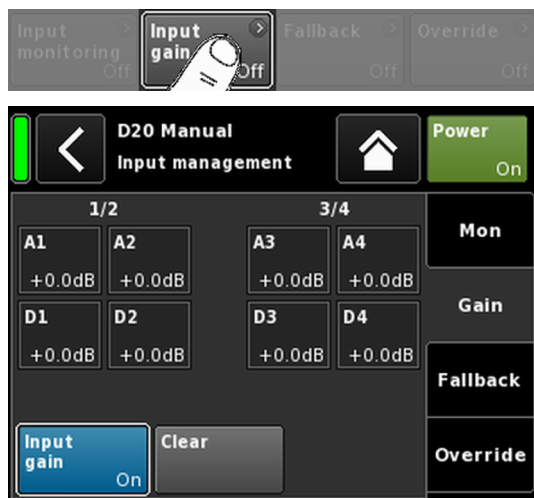 Input monitoring Off
Input gain Off
Fallback Off
Override Off
D20 Manual
Input management
Power
On
1/2 3/4
Mon
A1 A2 A3 A4
+0.0dB +0.0dB +0.0dB +0.0dB
Gain
D1 D2 D3 D4
+0.0dB +0.0dB +0.0dB +0.0dB
Fallback
Input gain On
Clear
Override